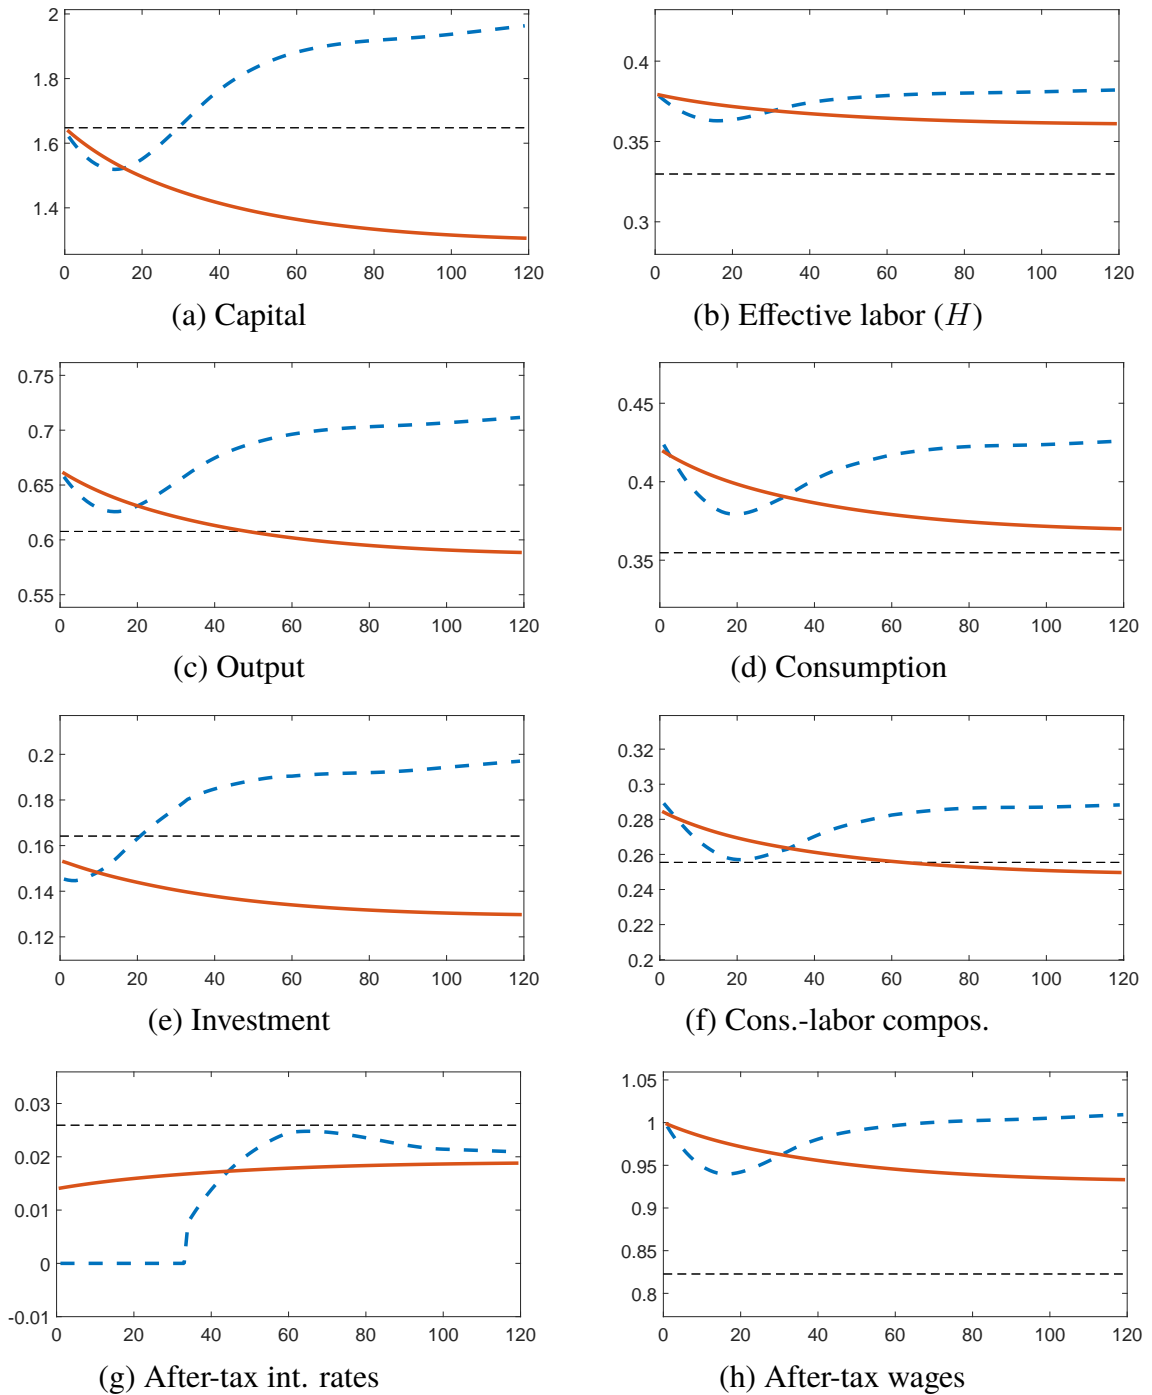 2
1.8
1.6
1.4
0 20 40 60 80 100 120
(a) Capital
0.4
0.35
0.3
0 20 40 60 80 100 120
(b) Effective labor (H)
0.75
0.7
0.65
0.6
0.55
0 20 40 60 80 100 120
(c) Output
0.45
0.4
0.35
0 20 40 60 80 100 120
(d) Consumption
0.2
0.18
0.16
0.14
0.12
0 20 40 60 80 100 120
(e) Investment
0.32
0.3
0.28
0.26
0.24
0.22
0.2
0 20 40 60 80 100 120
(f) Cons.-labor compos.
0.03
0.02
0.01
0
-0.01
0 20 40 60 80 100 120
(g) After-tax int. rates
1.05
1
0.95
0.9
0.85
0.8
0 20 40 60 80 100 120
(h) After-tax wages